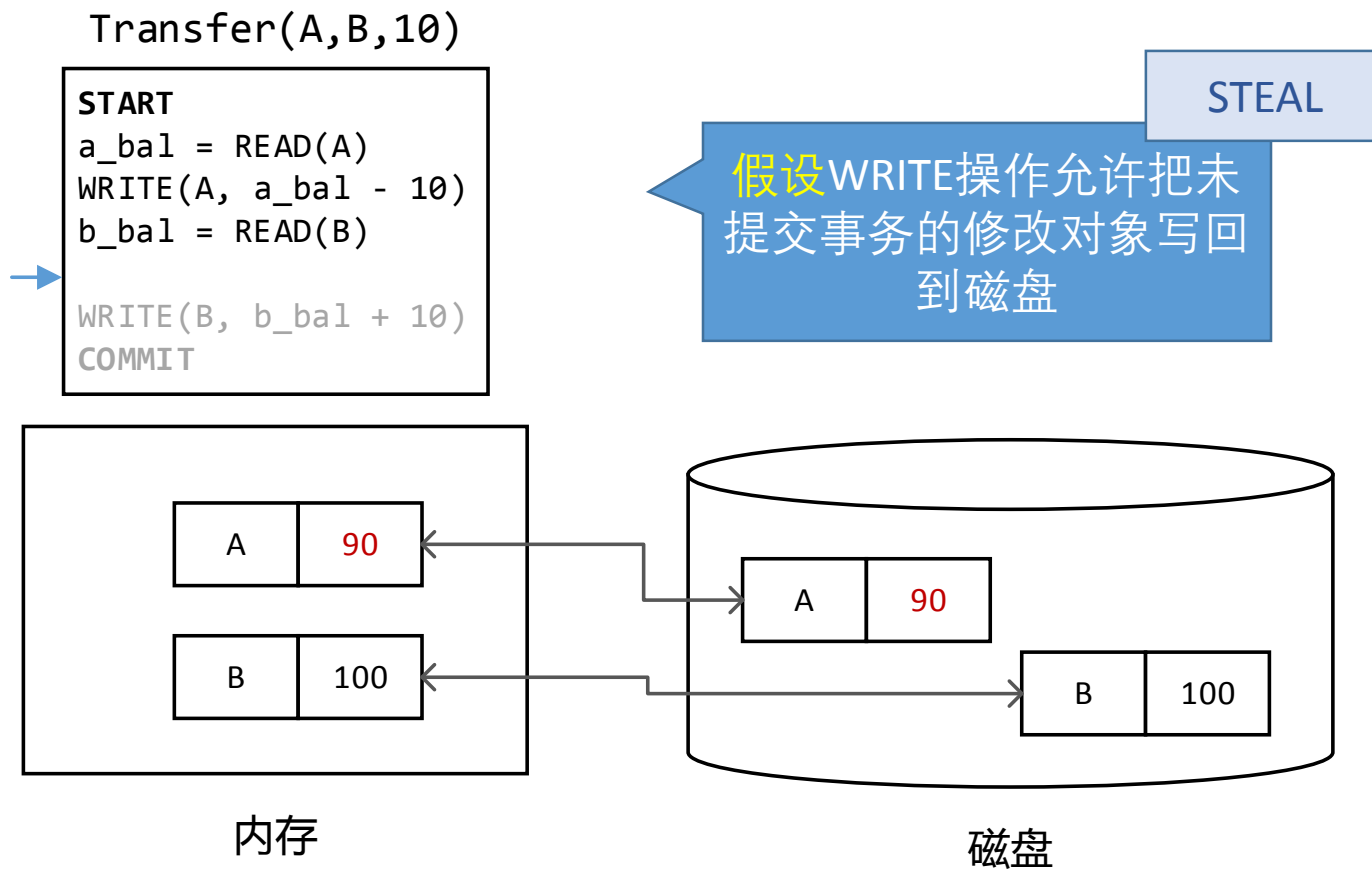 Transfer(A,B,10)
START
a_bal = READ(A)
WRITE(A, a_bal - 10)
b_bal = READ(B)
WRITE(B, b_bal + 10)
COMMIT
STEAL
假设WRITE操作允许把未
提交事务的修改对象写回
到磁盘
A 90
B 100
A 90
B 100
内存
磁盘